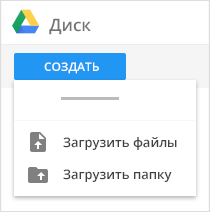 Диск
СОЗДАТЬ
Загрузить файлы
Загрузить папку